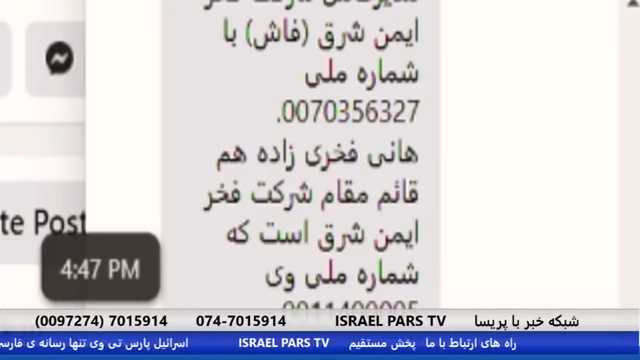 ایمن شرق (فاش) با
شماره ملی
0070356327.
هانی فخری زاده هم
قائم مقام شرکت فخر
ایمن شرق است که
شماره ملی وی
te Post
4:47 PM
(0097274) 7015914 074-7015914 ISRAEL PARS TV شبکه خبر با پریسا
راه های ارتباط با ما پخش مستقیم ISRAEL PARS TV اسرائیل پارس تی وی تنها رسانه ی فارس